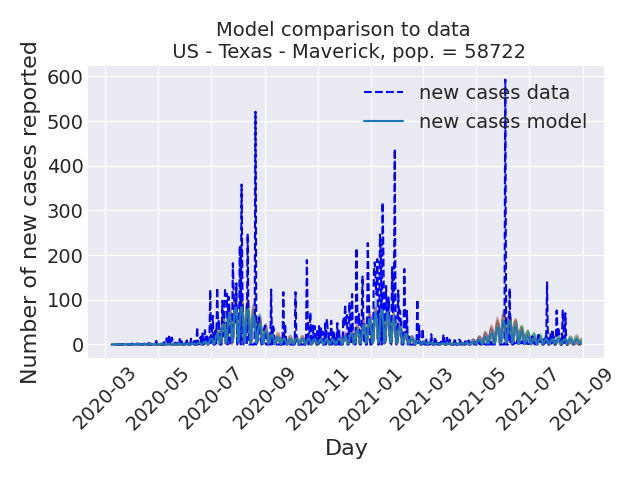 Model comparison to data
US - Texas - Maverick, pop. = 58722
Number of new cases reported
600
500
400
300
200
100
0
new cases data
new cases model
2020-03
2020-05
2020-07
2020-09
2020-11
2021-01
2021-03
2021-05
2021-07
2021-09
Day